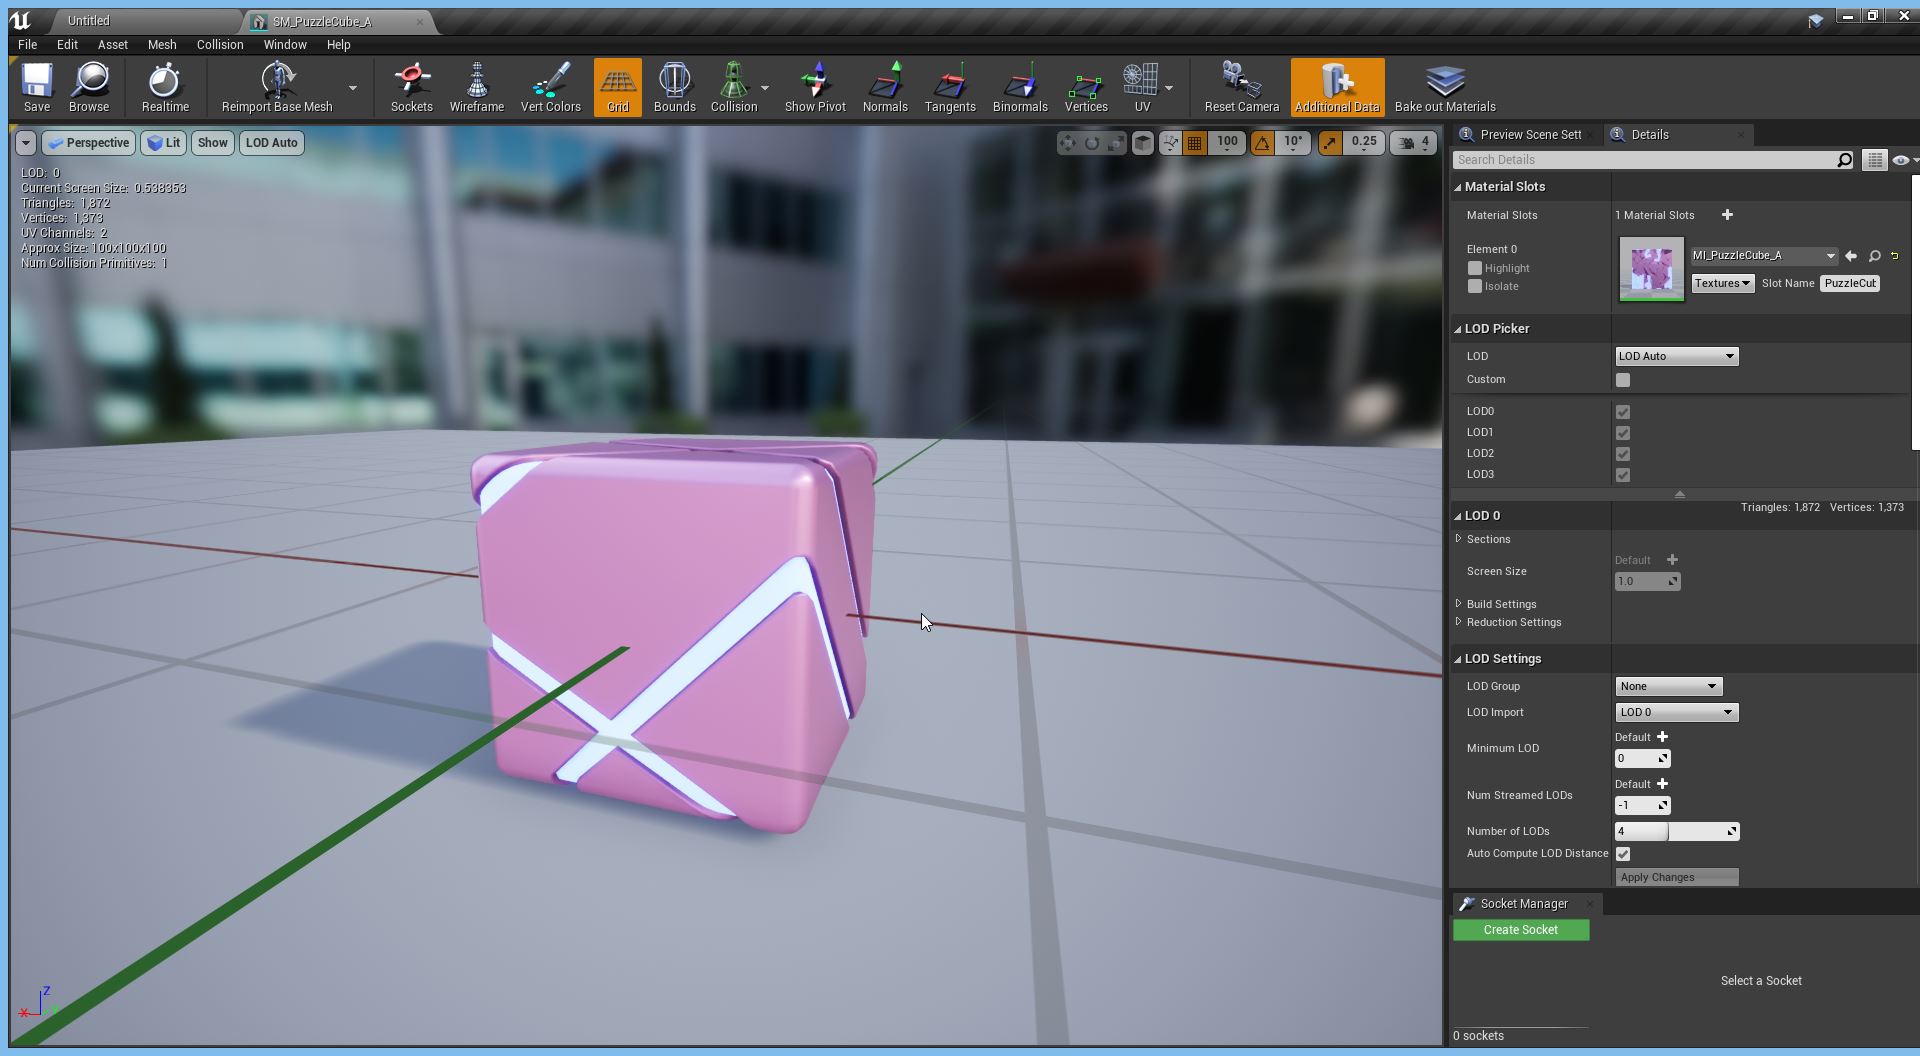 Untitled
SM_PuzzleCube_A
File Edit Asset Mesh Collision Window Help
Save Browse Realtime Reimport Base Mesh Sockets Wireframe Vert Colors Grid Bounds Collision Show Pivot Normals Tangents Binormals Vertices UV Reset Camera Additional Data Bake out Materials
Perspective Lit Show LOD Auto
100 10° 0.25 4
LOD: 0
Current Screen Size: 0.538353
Triangles: 1,872
Vertices: 1,373
UV Channels: 2
Approx Size: 100x100x100
Num Collision Primitives: 1
Z
X
Preview Scene Sett Details
Search Details
Material Slots
Material Slots 1 Material Slots
Element 0
Highlight
Isolate
MI_PuzzleCube_A
Textures Slot Name PuzzleCut
LOD Picker
LOD LOD Auto
Custom
LOD0
LOD1
LOD2
LOD3
Triangles: 1,872 Vertices: 1,373
LOD 0
Sections
Default
Screen Size
1.0
Build Settings
Reduction Settings
LOD Settings
LOD Group None
LOD Import LOD 0
Default
Minimum LOD
0
Default
Num Streamed LODs
-1
Number of LODs 4
Auto Compute LOD Distance
Apply Changes
Socket Manager
Create Socket
Select a Socket
0 sockets